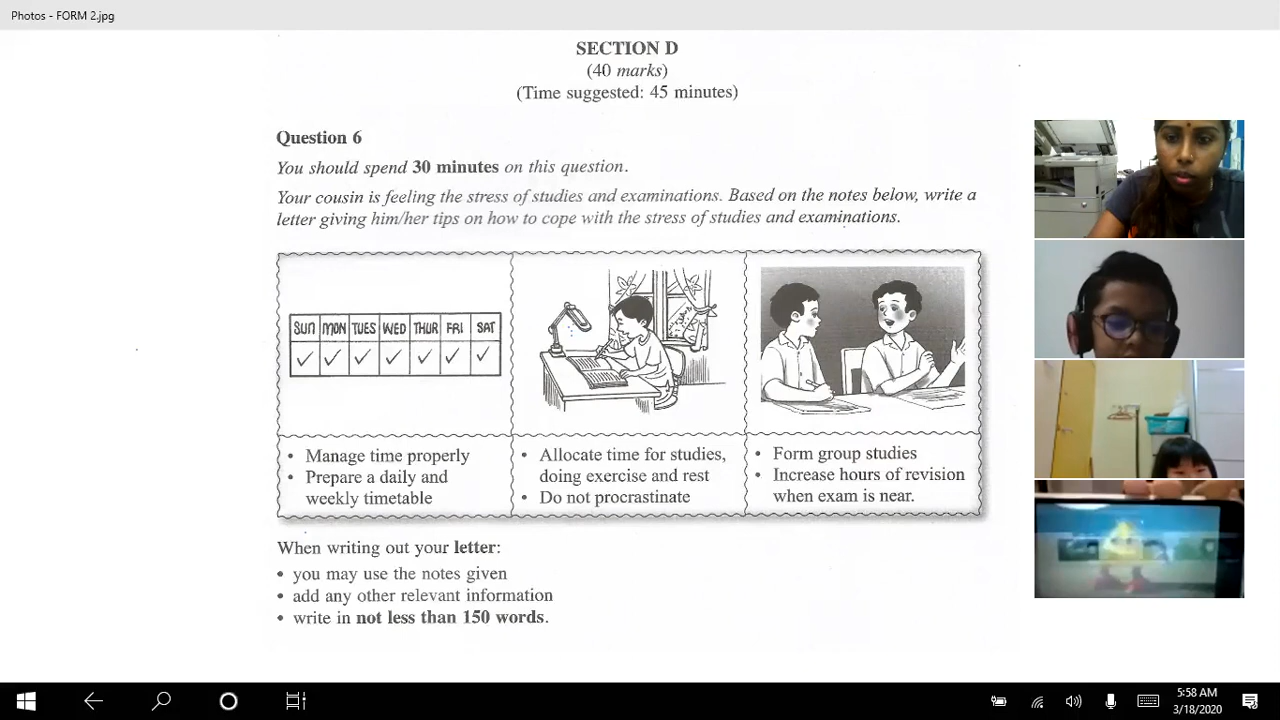 Photos - FORM 2.jpg
SECTION D
(40 marks)
(Time suggested: 45 minutes)
Question 6
You should spend 30 minutes on this question.
Your cousin is feeling the stress of studies and examinations. Based on the notes below, write a
letter giving him/her tips on how to cope with the stress of studies and examinations.
SUN MON TUES WED THUR FRI SAT
• Manage time properly
• Prepare a daily and
weekly timetable
• Allocate time for studies,
doing exercise and rest
• Do not procrastinate
• Form group studies
• Increase hours of revision
when exam is near.
When writing out your letter:
• you may use the notes given
• add any other relevant information
• write in not less than 150 words.
5:58 AM
3/18/2020